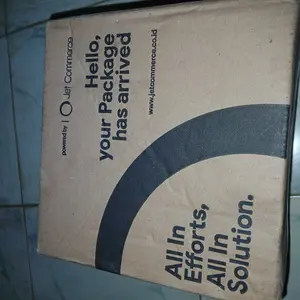 powered by | Jet Commerce
Hello,
your Package
has arrived
www.jetcommerce.co.id
All In
Efforts,
All In
Solution.